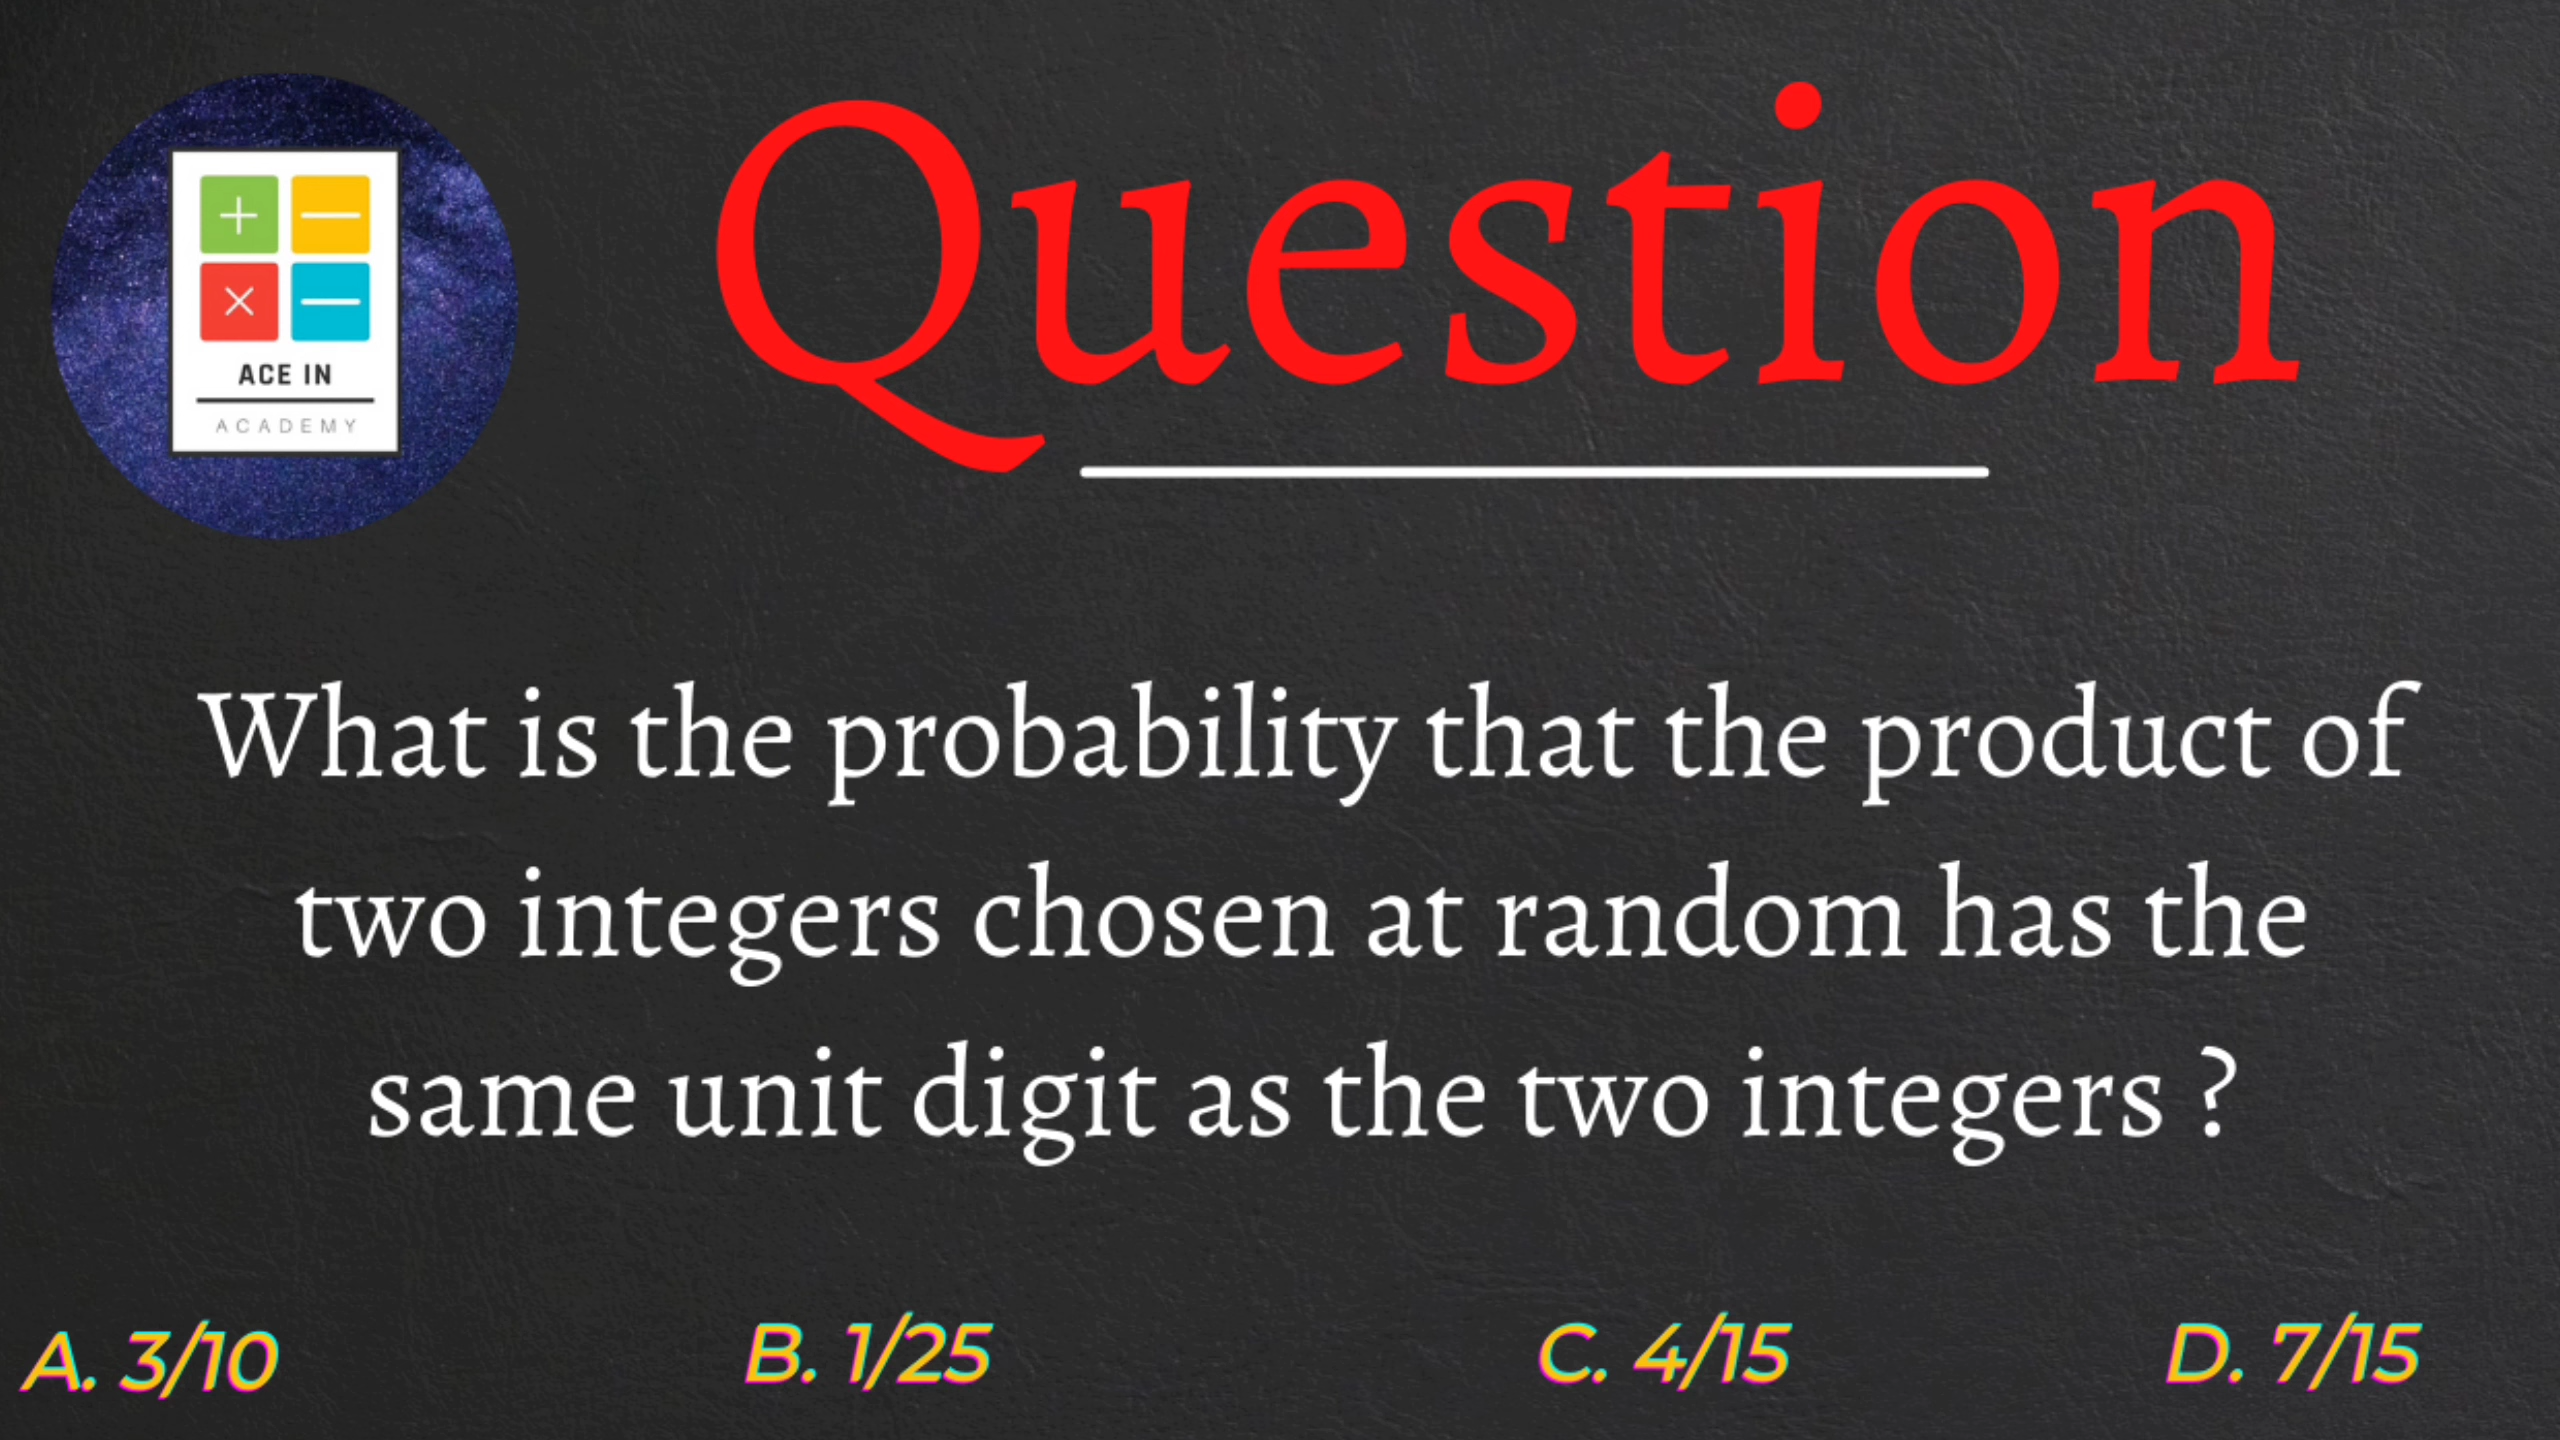 ACE IN
ACADEMY
Question
What is the probability that the product of
two integers chosen at random has the
same unit digit as the two integers ?
A. 3/10
B. 1/25
C. 4/15
D. 7/15